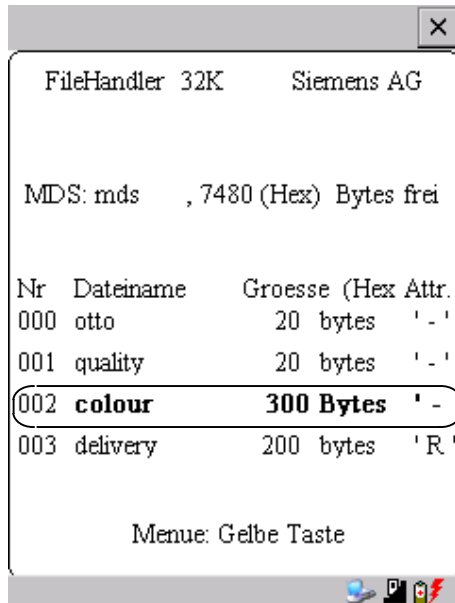 FileHandler 32K Siemens AG
MDS: mds , 7480 (Hex) Bytes frei
Nr Dateiname Groesse (Hex Attr.
000 otto 20 bytes ' - '
001 quality 20 bytes ' - '
002 colour 300 Bytes ' -
003 delivery 200 bytes ' R '
Menue: Gelbe Taste